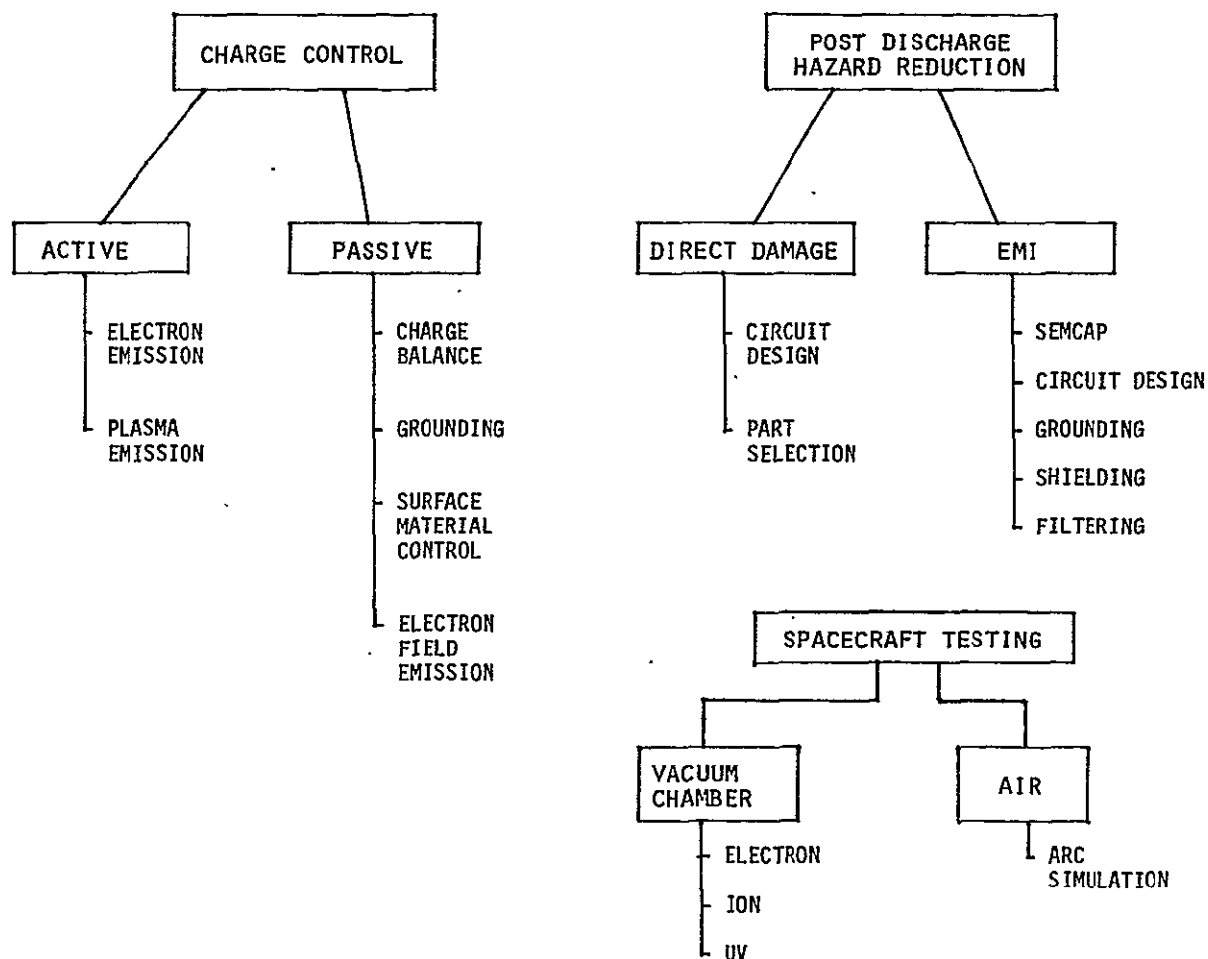 CHARGE CONTROL
ACTIVE
ELECTRON
EMISSION
PLASMA
EMISSION
PASSIVE
CHARGE
BALANCE
GROUNDING
SURFACE
MATERIAL
CONTROL
ELECTRON
FIELD
EMISSION
POST DISCHARGE
HAZARD REDUCTION
DIRECT DAMAGE
CIRCUIT
DESIGN
PART
SELECTION
EMI
SEMCAP
CIRCUIT DESIGN
GROUNDING
SHIELDING
FILTERING
SPACECRAFT TESTING
VACUUM
CHAMBER
ELECTRON
ION
UV
AIR
ARC
SIMULATION